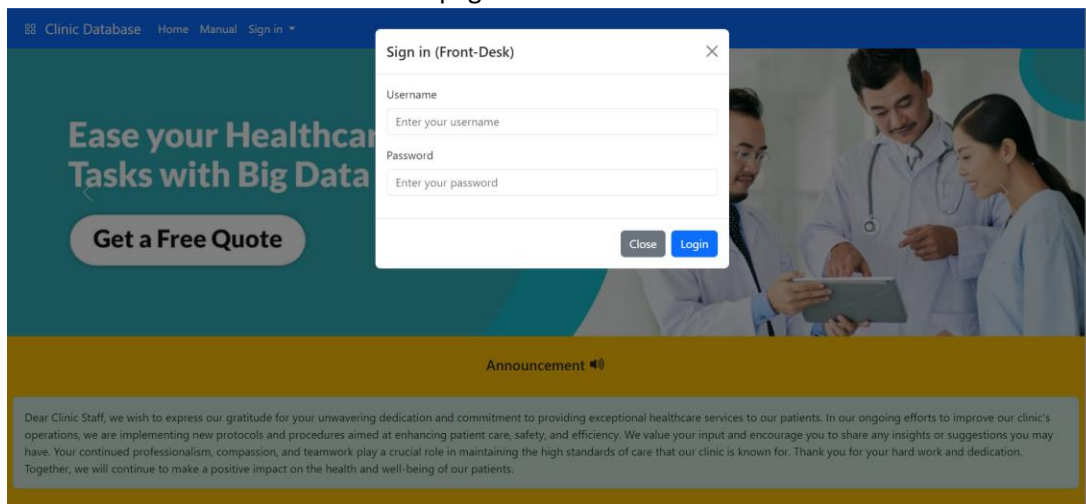 Clinic Database Home Manual Sign in
Sign in (Front-Desk)
Username
Enter your username
Password
Enter your password
Close Login
Ease your Healthcar
Tasks with Big Data
Get a Free Quote
Announcement
Dear Clinic Staff, we wish to express our gratitude for your unwavering dedication and commitment to providing exceptional healthcare services to our patients. In our ongoing efforts to improve our clinic's
operations, we are implementing new protocols and procedures aimed at enhancing patient care, safety, and efficiency. We value your input and encourage you to share any insights or suggestions you may
have. Your continued professionalism, compassion, and teamwork play a crucial role in maintaining the high standards of care that our clinic is known for. Thank you for your hard work and dedication.
Together, we will continue to make a positive impact on the health and well-being of our patients.